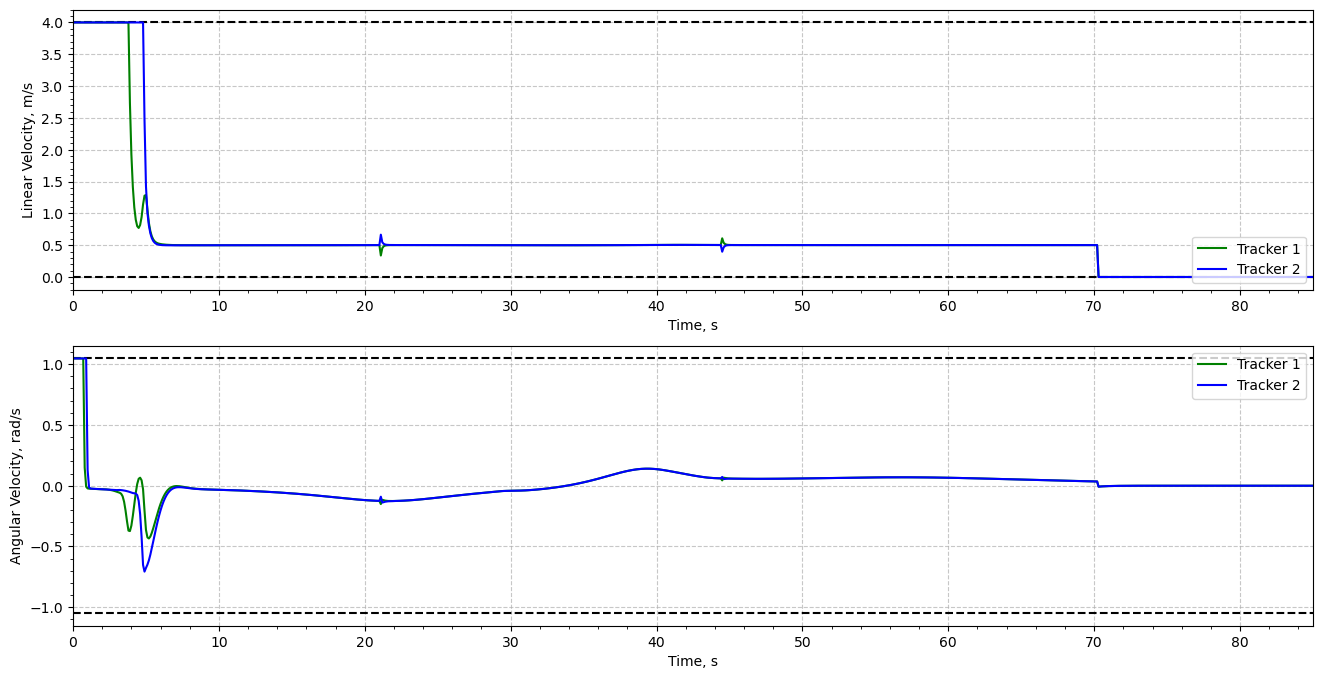 4.0
3.5
3.0
2.5
2.0
1.5
1.0
0.5
0.0
Linear Velocity, m/s
Tracker 1
Tracker 2
0 10 20 30 40 50 60 70 80
Time, s
1.0
0.5
0.0
−0.5
−1.0
Angular Velocity, rad/s
Tracker 1
Tracker 2
0 10 20 30 40 50 60 70 80
Time, s